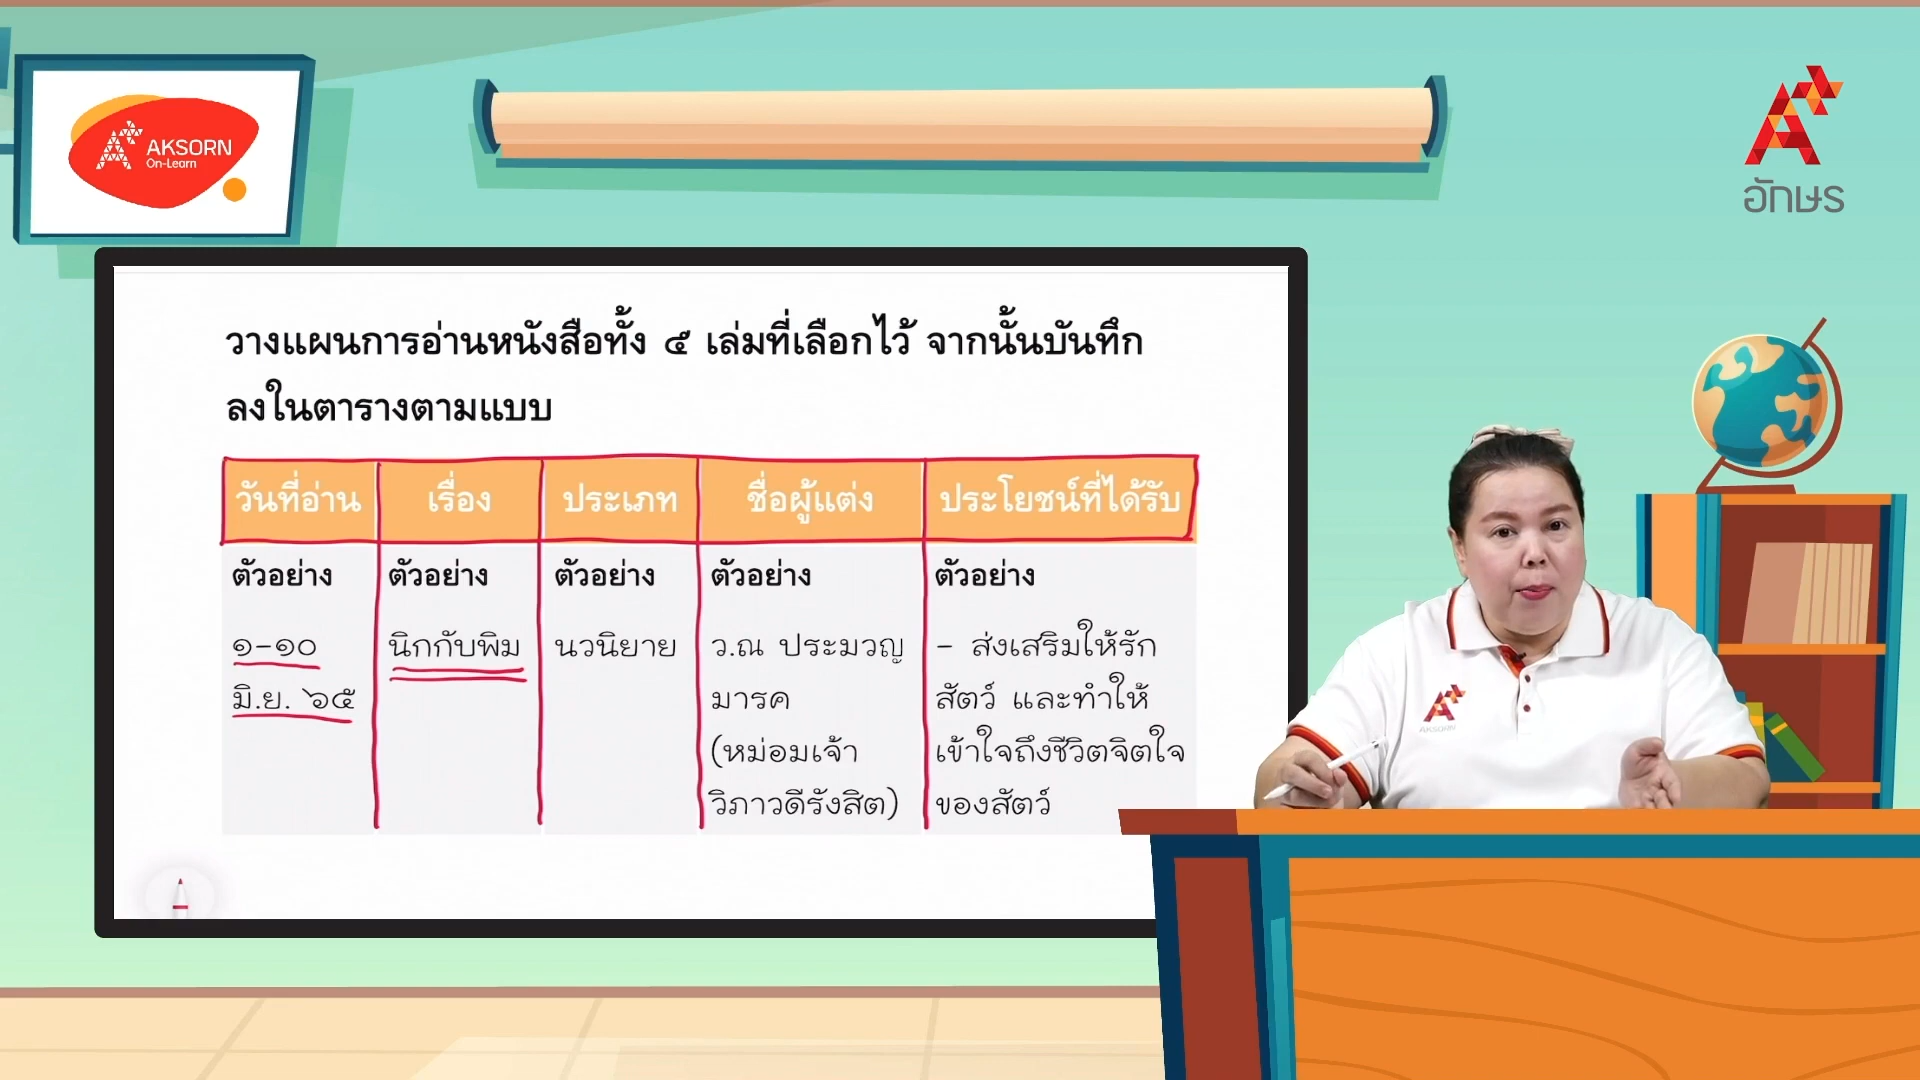 AKSORN
On-Learn
อักษร
วางแผนการอ่านหนังสือทั้ง ๕ เล่มที่เลือกไว้ จากนั้นบันทึก
ลงในตารางตามแบบ
วันที่อ่าน เรื่อง ประเภท ชื่อผู้แต่ง ประโยชน์ที่ได้รับ
ตัวอย่าง ตัวอย่าง ตัวอย่าง ตัวอย่าง ตัวอย่าง
๑-๑๐ นิกกับพิม นวนิยาย ว.ณ ประมวญ - ส่งเสริมให้รัก
มิ.ย. ๖๕ มารค สัตว์ และทำให้
(หม่อมเจ้า เข้าใจถึงชีวิตจิตใจ
วิภาวดีรังสิต) ของสัตว์
AKSORN